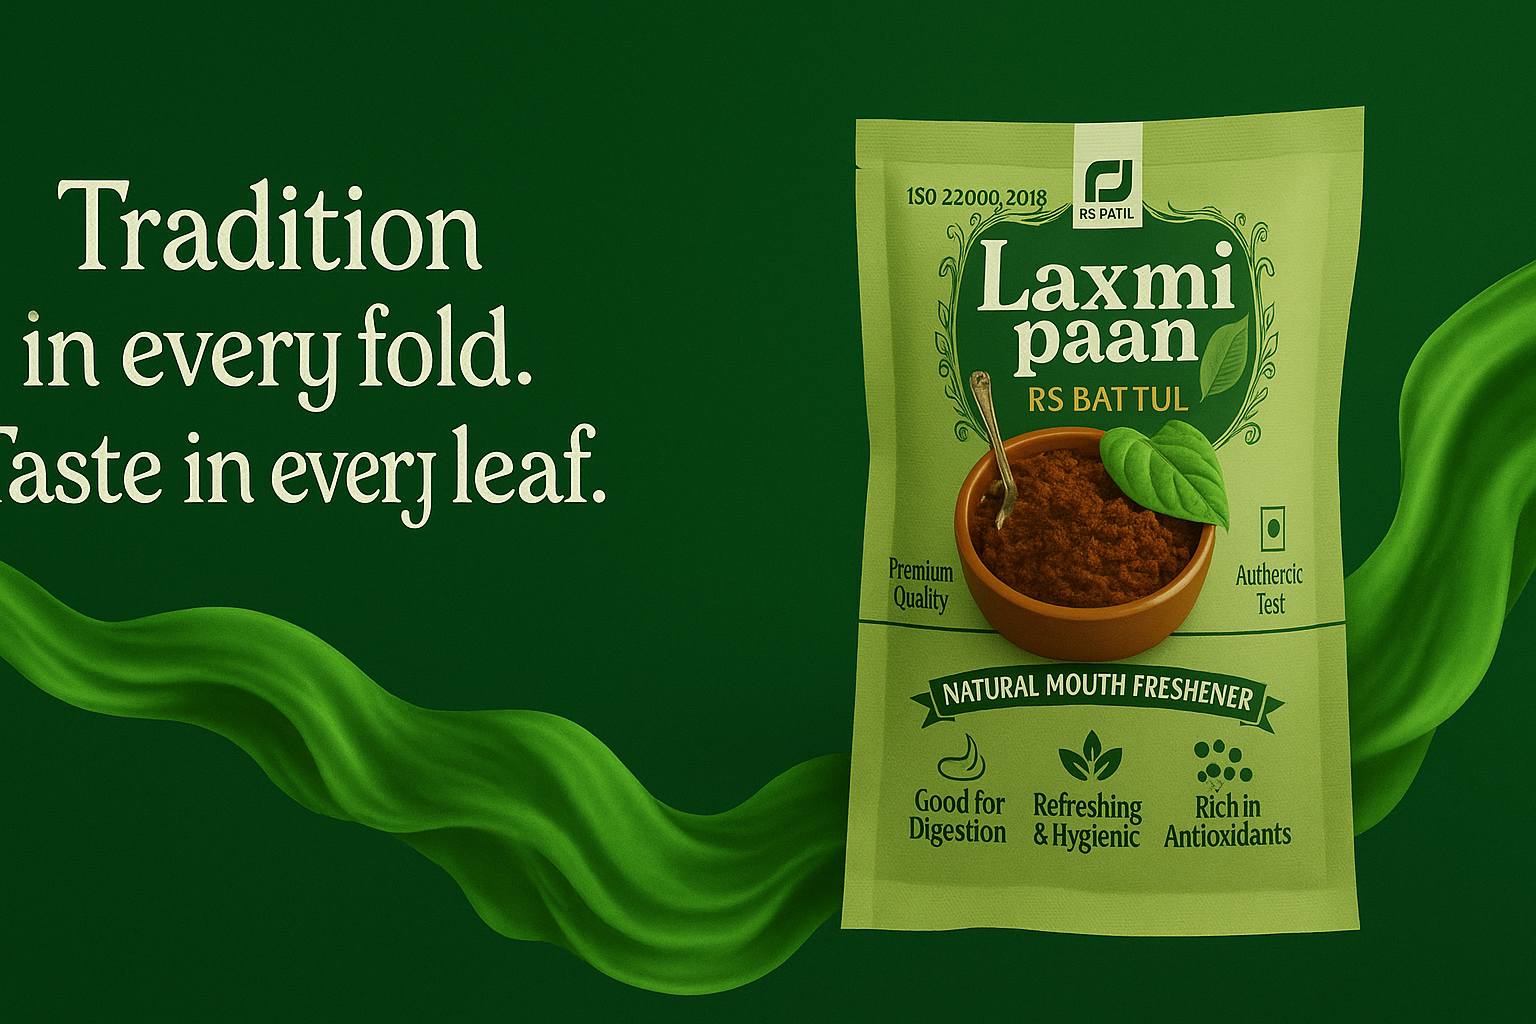 Tradition
in every fold.
Taste in every leaf.
ISO 22000,2018
RS PATIL
Laxmi
paan
RS BATTUL
Premium
Quality
Authercic
Test
NATURAL MOUTH FRESHENER
Good for
Digestion
Refreshing
& Hygienic
Rich in
Antioxidants